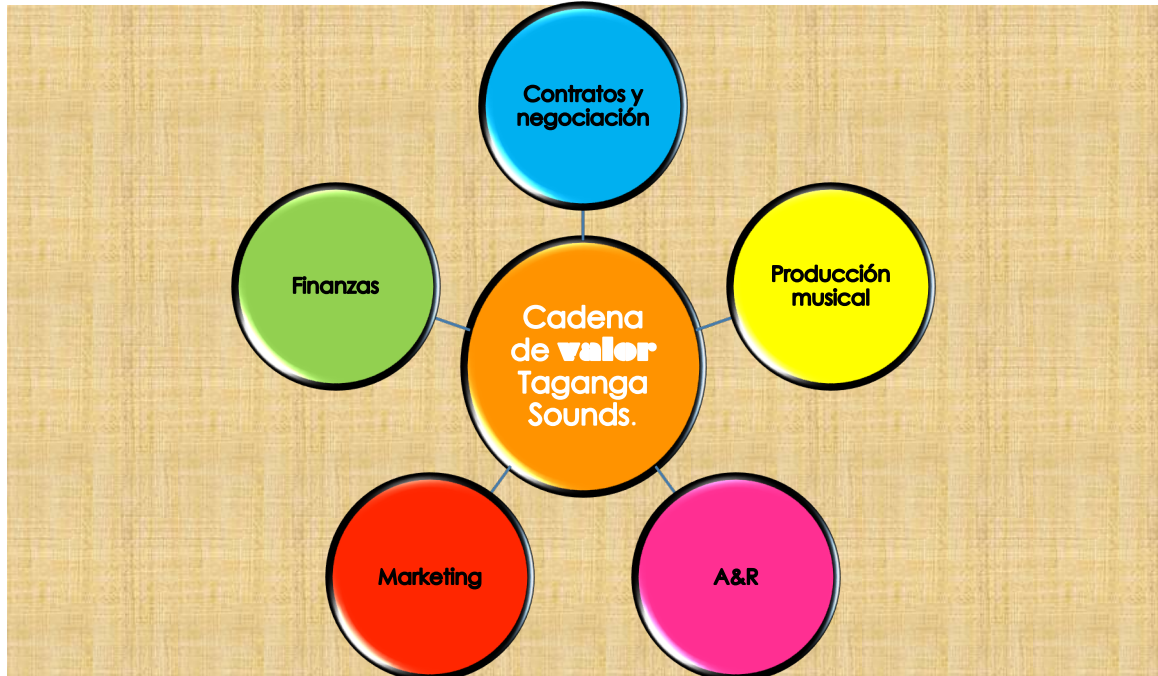 Contratos y
negociación
Finanzas
Producción
musical
Cadena
de valor
Taganga
Sounds.
Marketing
A&R